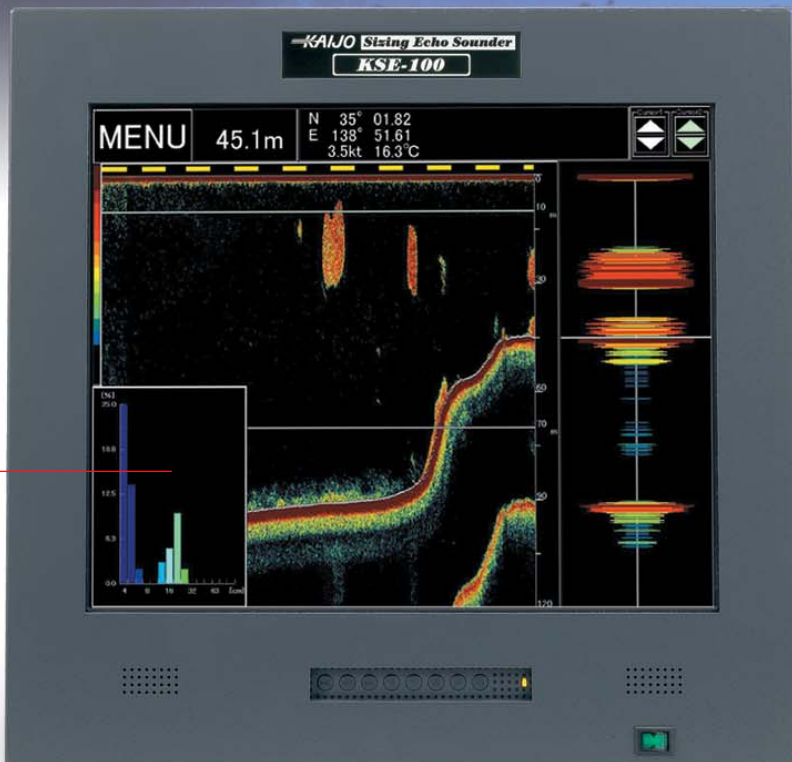 KAIJO Sizing Echo Sounder
KSE-100
MENU
45.1m
N 35° 01.82
E 138° 51.61
3.5kt 16.3°C
Cursor1
Cursor2
0
10
m
60
70
m
120
[%]
25.0
18.8
12.5
6.3
0.0
4 8 16 32 63 [cm]